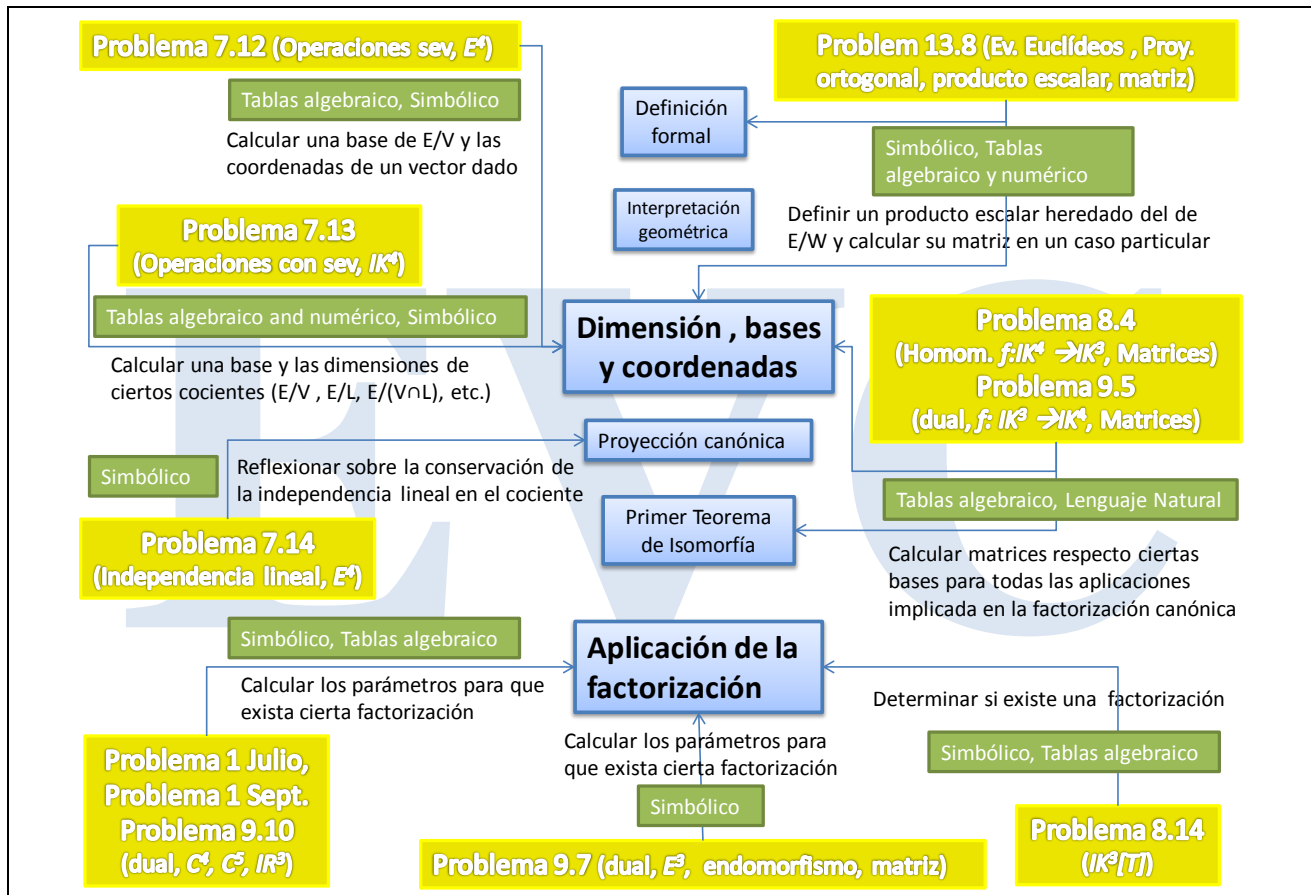 Problema 7.12 (Operaciones sev, E⁴)
Tablas algebraico, Simbólico
Calcular una base de E/V y las
coordenadas de un vector dado
Problem 13.8 (Ev. Euclídeos , Proy.
ortogonal, producto escalar, matriz)
Definición
formal
Simbólico, Tablas
algebraico y numérico
Interpretación
geométrica
Definir un producto escalar heredado del de
E/W y calcular su matriz en un caso particular
Problema 7.13
(Operaciones con sev, IK⁴)
Tablas algebraico and numérico, Simbólico
Calcular una base y las dimensiones de
ciertos cocientes (E/V , E/L, E/(V∩L), etc.)
Dimensión , bases
y coordenadas
Problema 8.4
(Homom. f:IK⁴ →IK³, Matrices)
Problema 9.5
(dual, f: IK³ →IK⁴, Matrices)
Proyección canónica
Simbólico
Reflexionar sobre la conservación de
la independencia lineal en el cociente
Tablas algebraico, Lenguaje Natural
Primer Teorema
de Isomorfía
Problema 7.14
(Independencia lineal, E⁴)
Calcular matrices respecto ciertas
bases para todas las aplicaciones
implicada en la factorización canónica
EVC
Simbólico, Tablas algebraico
Calcular los parámetros para que
exista cierta factorización
Aplicación de la
factorización
Determinar si existe una factorización
Calcular los parámetros para
que exista cierta factorización
Simbólico, Tablas algebraico
Problema 1 Julio,
Problema 1 Sept.
Problema 9.10
(dual, C⁴, C⁵, IR³)
Simbólico
Problema 9.7 (dual, E³, endomorfismo, matriz)
Problema 8.14
(IK³[T])